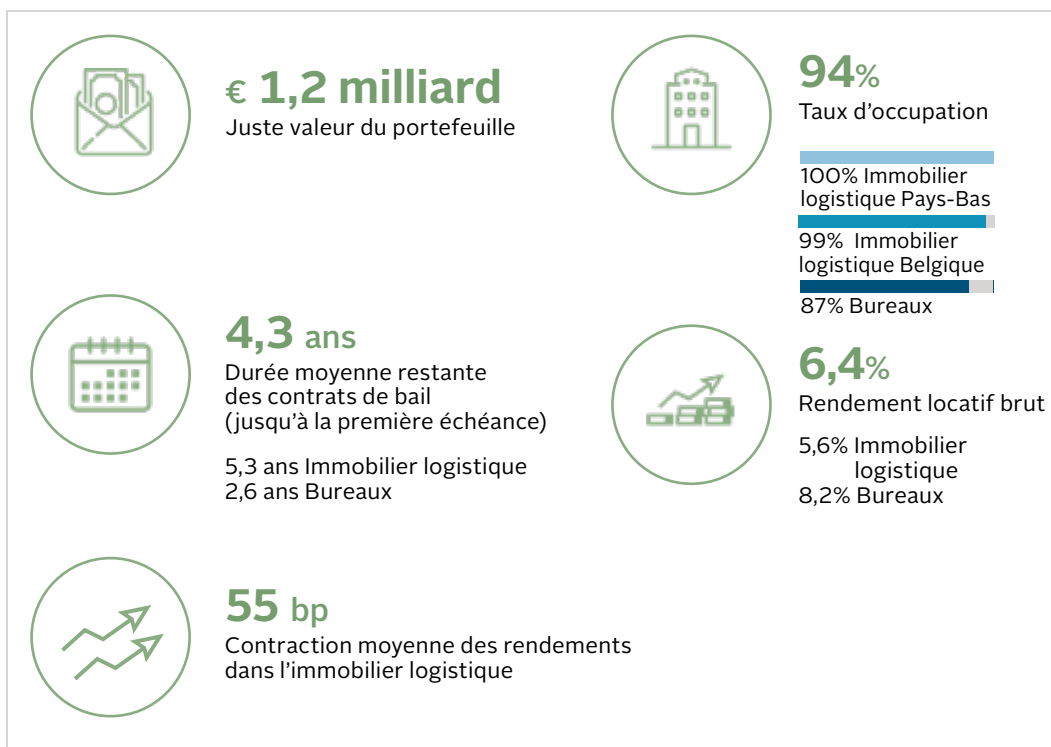 € 1,2 milliard
Juste valeur du portefeuille
94%
Taux d'occupation
100% Immobilier
logistique Pays-Bas
99% Immobilier
logistique Belgique
87% Bureaux
4,3 ans
Durée moyenne restante
des contrats de bail
(jusqu'à la première échéance)
5,3 ans Immobilier logistique
2,6 ans Bureaux
6,4%
Rendement locatif brut
5,6% Immobilier
logistique
8,2% Bureaux
55 bp
Contraction moyenne des rendements
dans l'immobilier logistique